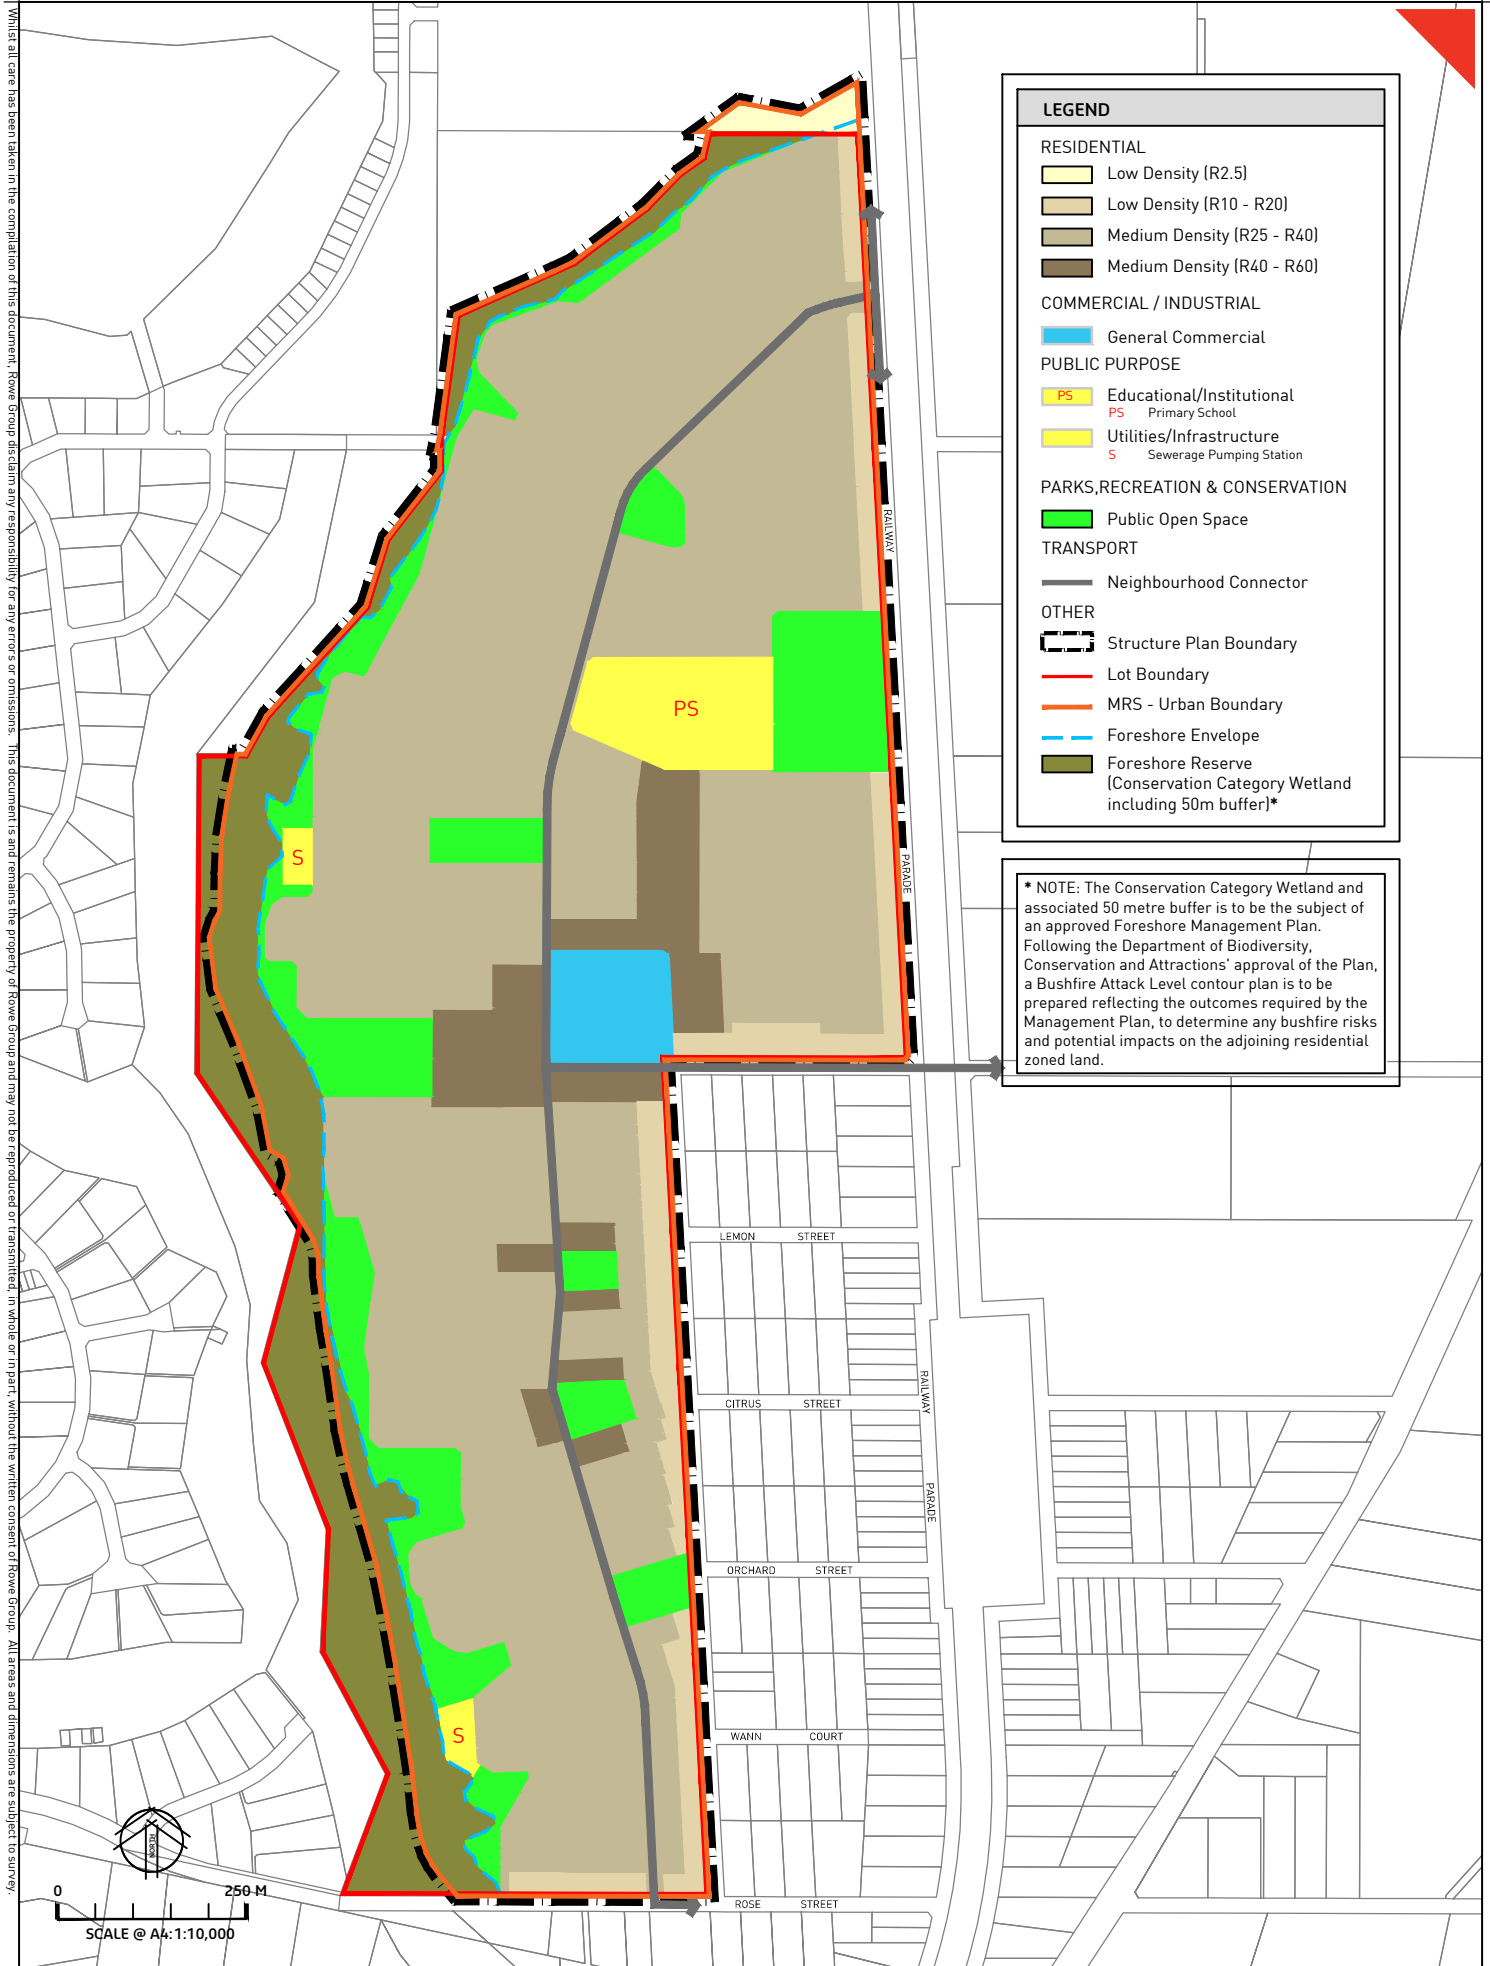 Whilst all care has been taken in the compilation of this document, Rowe Group disclaim any responsibility for any errors or omissions. This document is and remains the property of Rowe Group and may not be reproduced or transmitted, in whole or in part, without the written consent of Rowe Group. All areas and dimensions are subject to survey.
LEGEND
RESIDENTIAL
Low Density (R2.5)
Low Density (R10 - R20)
Medium Density (R25 - R40)
Medium Density (R40 - R60)
COMMERCIAL / INDUSTRIAL
General Commercial
PUBLIC PURPOSE
PS Educational/Institutional
PS Primary School
Utilities/Infrastructure
S Sewerage Pumping Station
PARKS,RECREATION & CONSERVATION
Public Open Space
TRANSPORT
Neighbourhood Connector
OTHER
Structure Plan Boundary
Lot Boundary
MRS - Urban Boundary
Foreshore Envelope
Foreshore Reserve
(Conservation Category Wetland
including 50m buffer)*
* NOTE: The Conservation Category Wetland and
associated 50 metre buffer is to be the subject of
an approved Foreshore Management Plan.
Following the Department of Biodiversity,
Conservation and Attractions' approval of the Plan,
a Bushfire Attack Level contour plan is to be
prepared reflecting the outcomes required by the
Management Plan, to determine any bushfire risks
and potential impacts on the adjoining residential
zoned land.
RAILWAY
PARADE
PS
S
LEMON STREET
RAILWAY
PARADE
CITRUS STREET
ORCHARD STREET
S
WANN COURT
ROSE STREET
NORTH
0 250 M
SCALE @ A4: 1:10,000